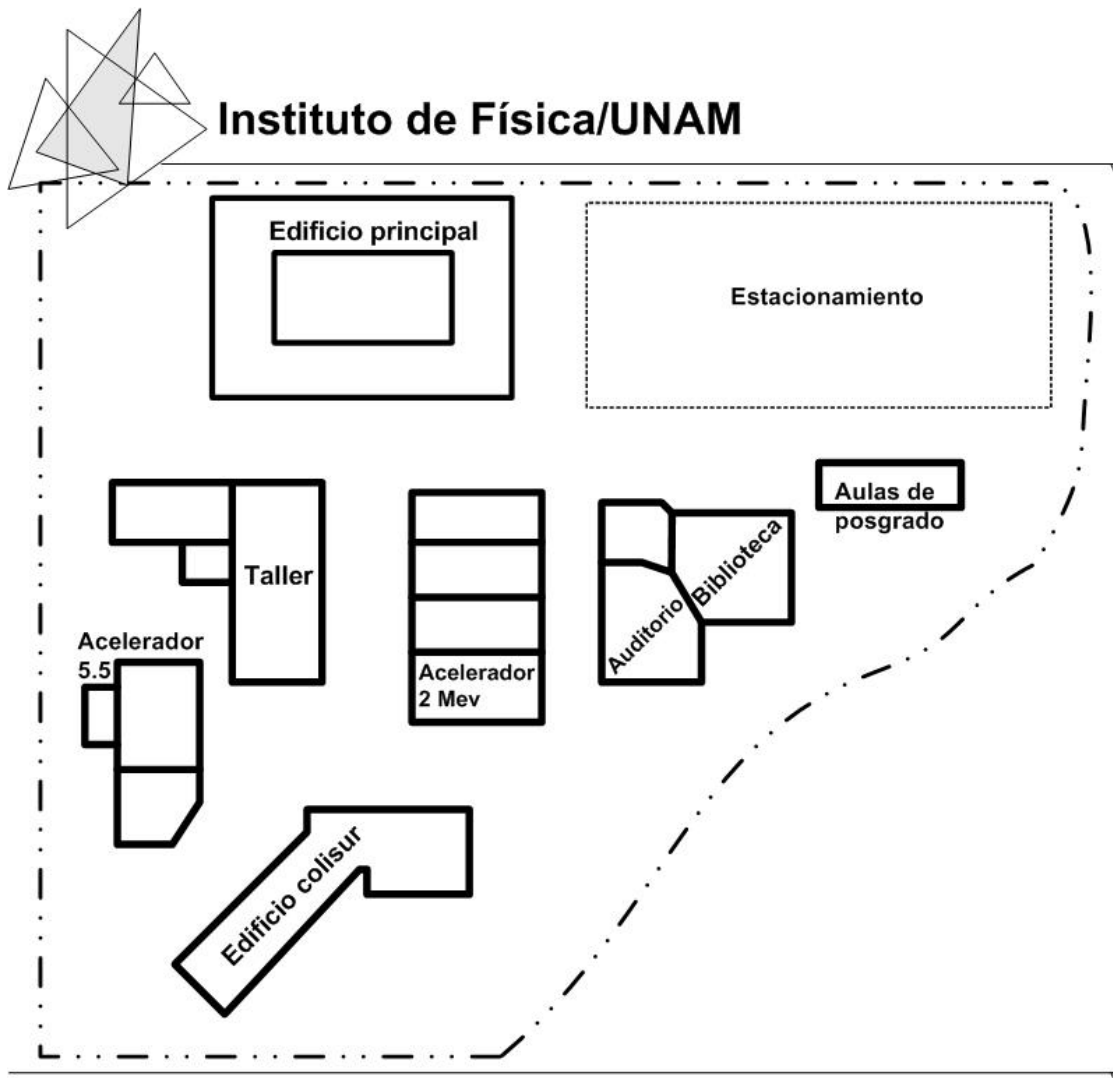 Instituto de Física/UNAM
Edificio principal
Estacionamiento
Aulas de
posgrado
Biblioteca
Auditorio
Taller
Acelerador
5.5
Acelerador
2 Mev
Edificio colisur